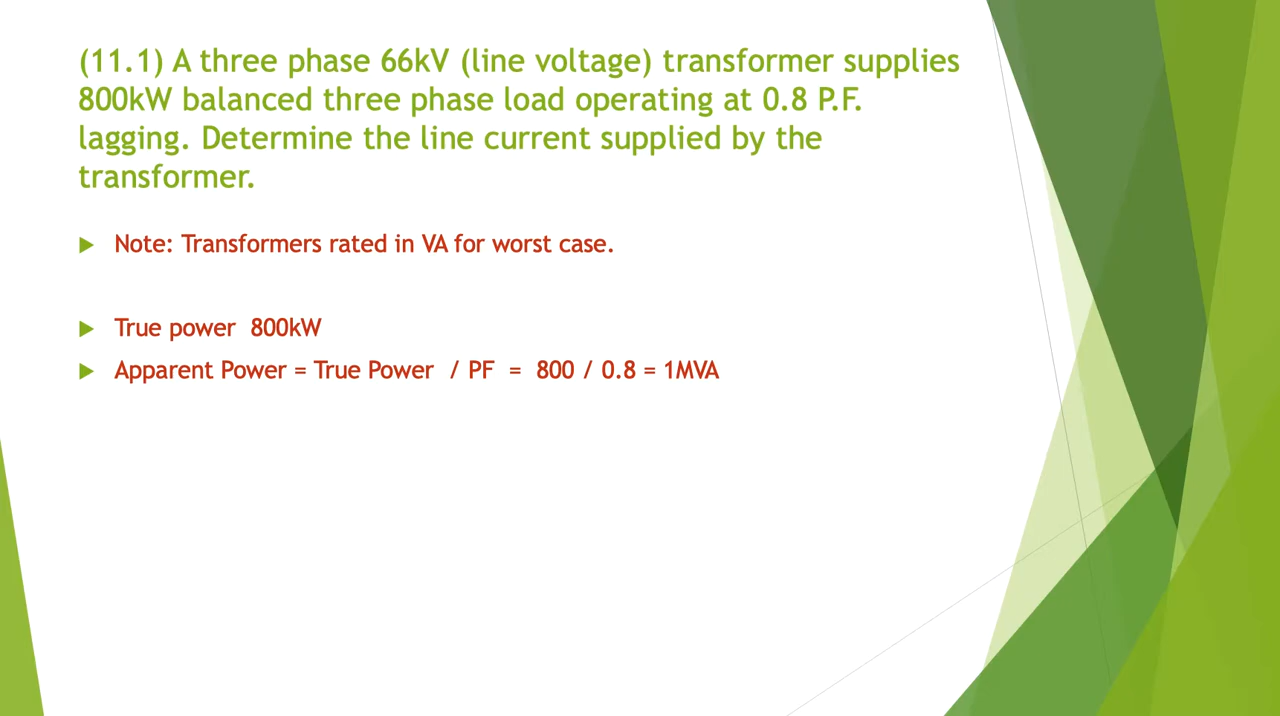 (11.1) A three phase 66kV (line voltage) transformer supplies
800kW balanced three phase load operating at 0.8 P.F.
lagging. Determine the line current supplied by the
transformer.
Note: Transformers rated in VA for worst case.
True power 800kW
Apparent Power = True Power / PF = 800 / 0.8 = 1MVA